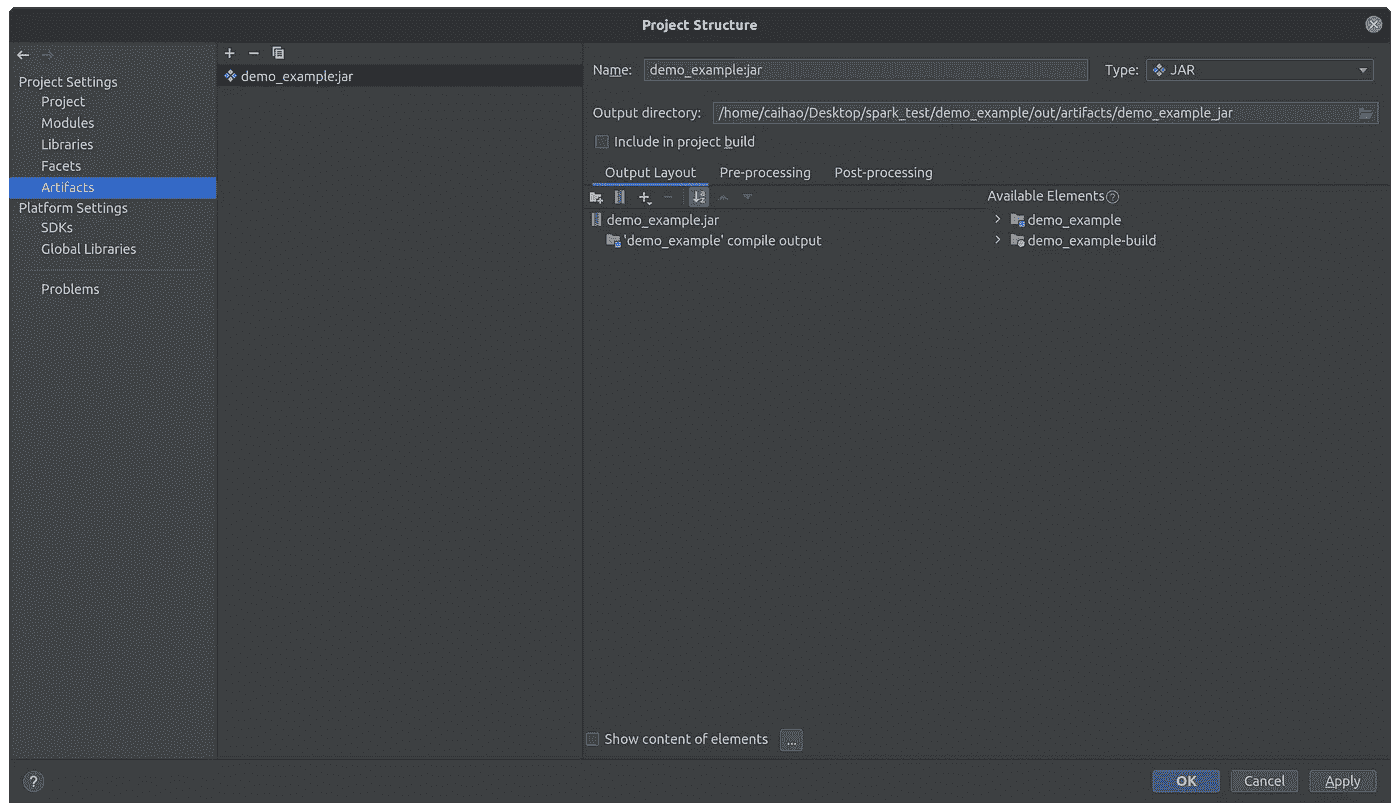 Project Structure
Project Settings
Project
Modules
Libraries
Facets
Artifacts
Platform Settings
SDKs
Global Libraries
Problems
demo_example:jar
Name: demo_example:jar Type: JAR
Output directory: /home/caihao/Desktop/spark_test/demo_example/out/artifacts/demo_example_jar
Include in project build
Output Layout Pre-processing Post-processing
Available Elements?
demo_example.jar
'demo_example' compile output
demo_example
demo_example-build
Show content of elements ...
? OK Cancel Apply